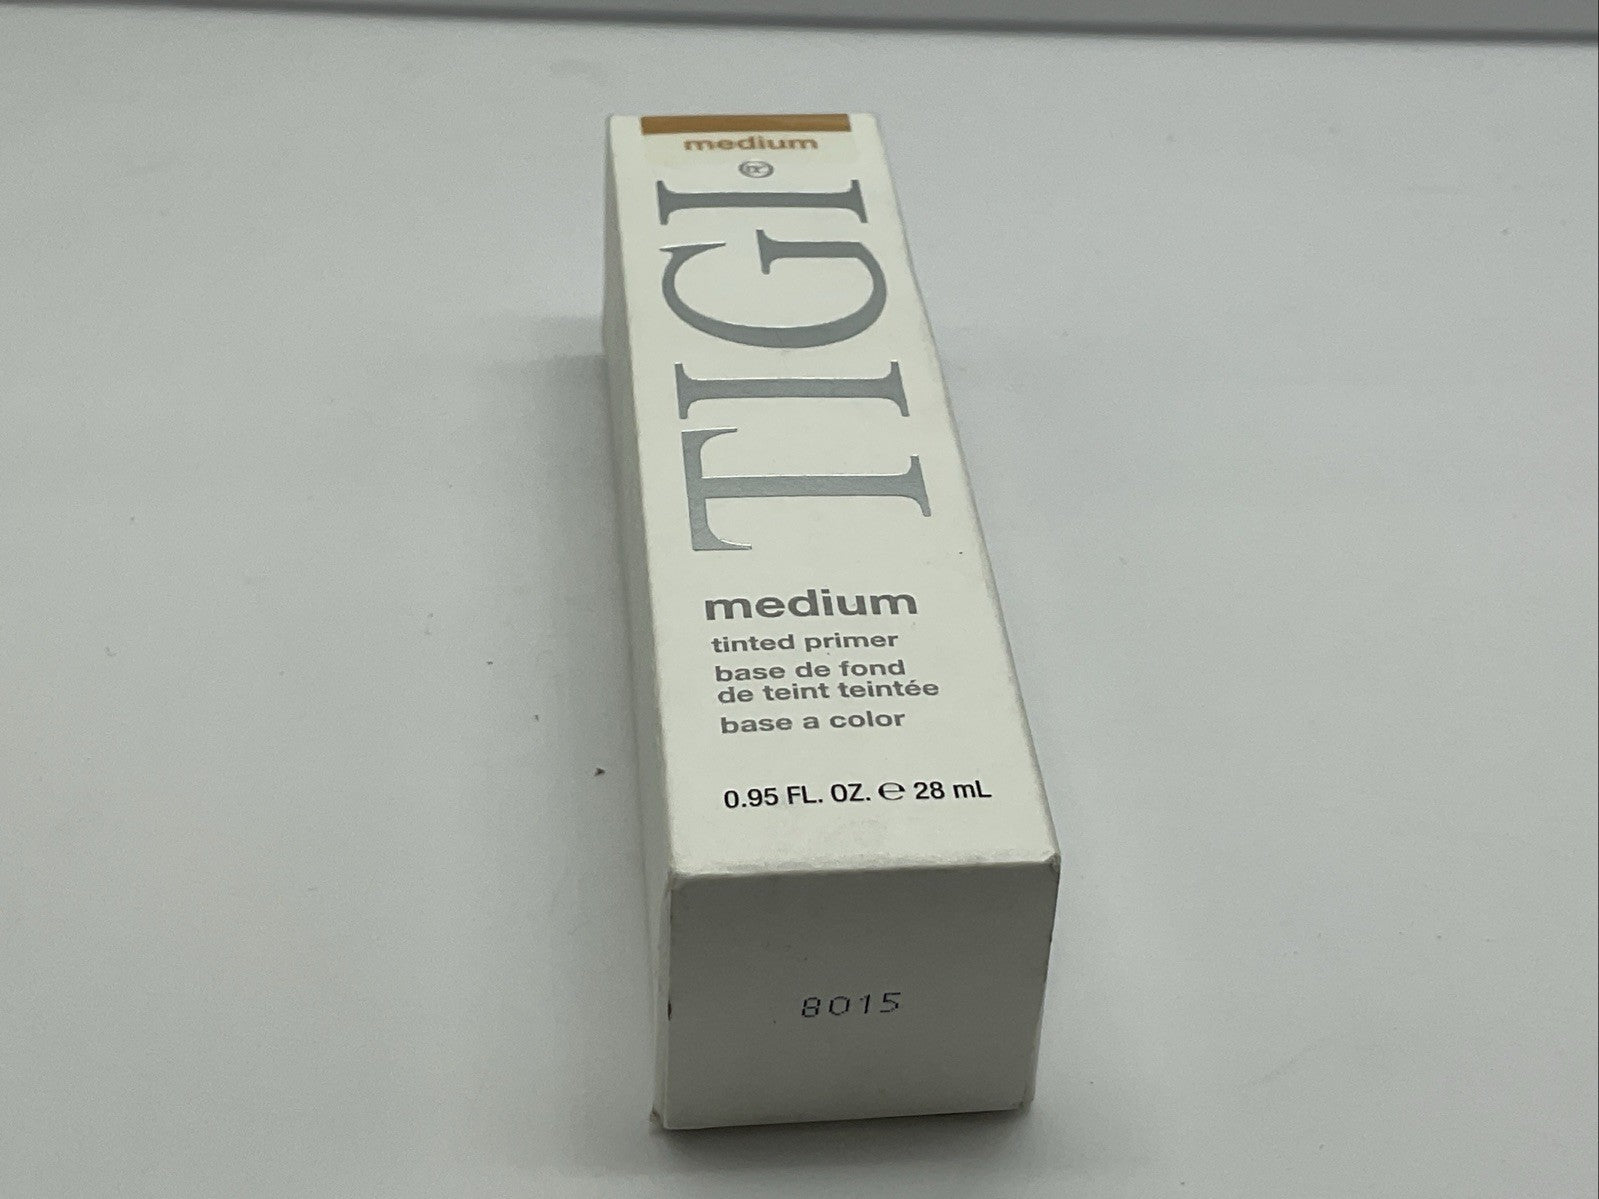 medium
TIGI
medium
tinted primer
base de fond
de teint teintée
base a color
0.95 FL. OZ. ℮ 28 mL
8015